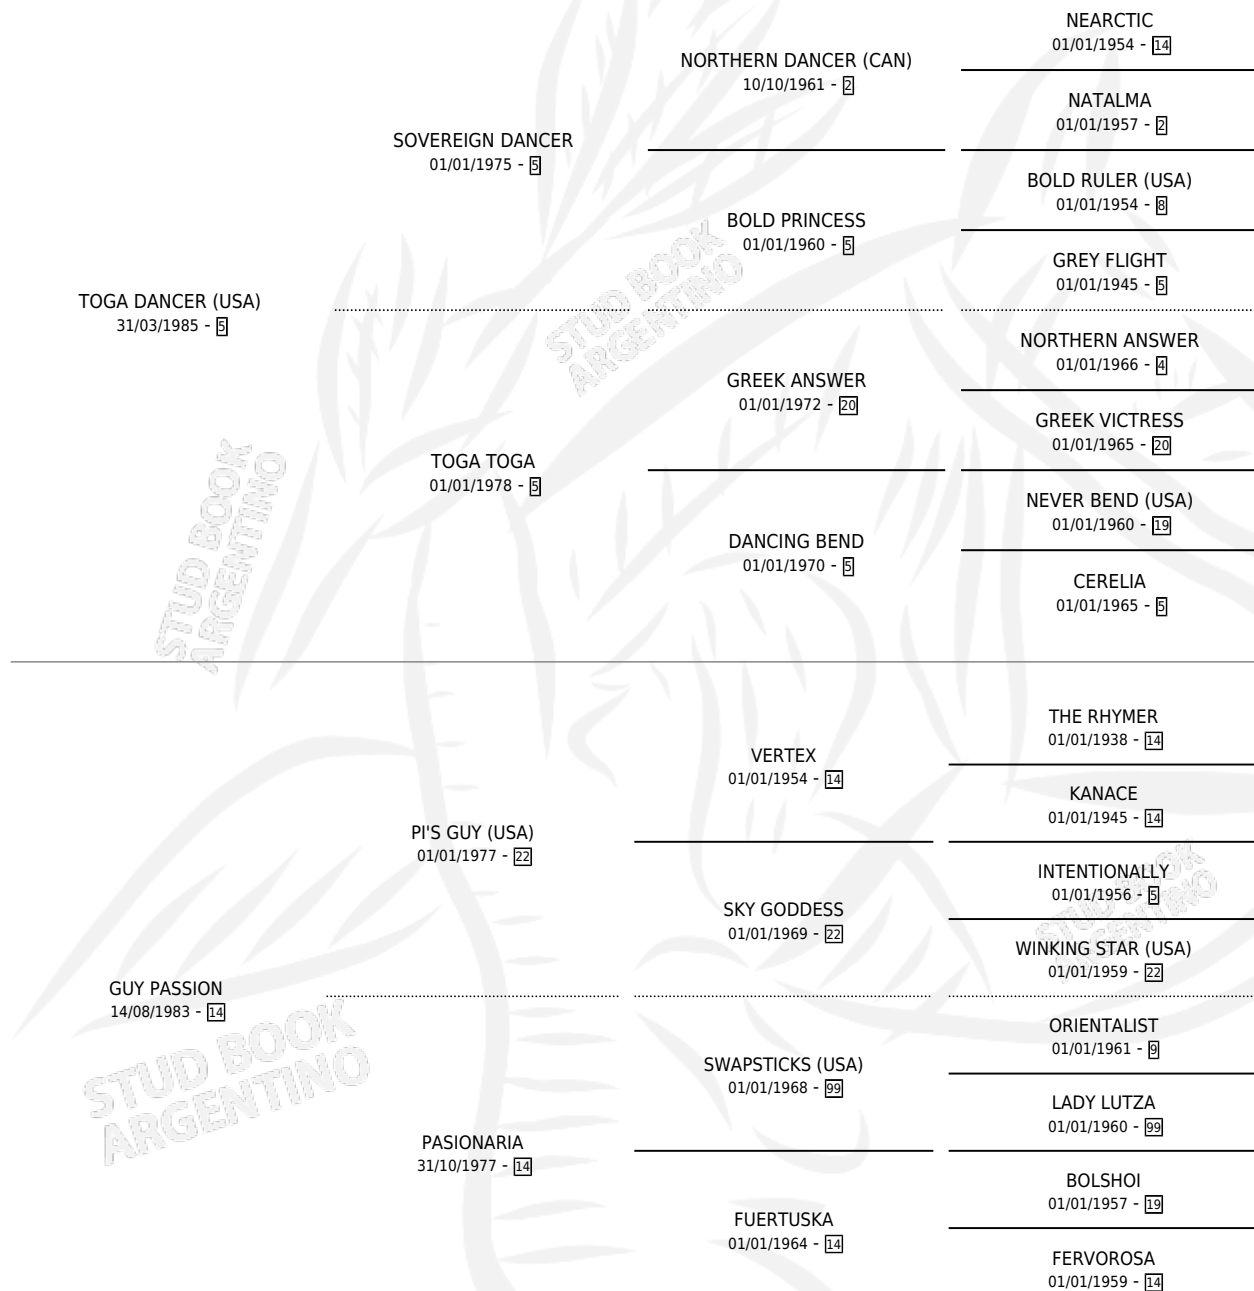 NEARCTIC
01/01/1954 - 14
NORTHERN DANCER (CAN)
10/10/1961 - 2
NATALMA
01/01/1957 - 2
SOVEREIGN DANCER
01/01/1975 - 5
BOLD RULER (USA)
01/01/1954 - 8
BOLD PRINCESS
01/01/1960 - 5
GREY FLIGHT
01/01/1945 - 5
TOGA DANCER (USA)
31/03/1985 - 5
NORTHERN ANSWER
01/01/1966 - 4
GREEK ANSWER
01/01/1972 - 20
GREEK VICTRESS
01/01/1965 - 20
TOGA TOGA
01/01/1978 - 5
NEVER BEND (USA)
01/01/1960 - 19
DANCING BEND
01/01/1970 - 5
CERELIA
01/01/1965 - 5
THE RHYMER
01/01/1938 - 14
VERTEX
01/01/1954 - 14
KANACE
01/01/1945 - 14
PI'S GUY (USA)
01/01/1977 - 22
INTENTIONALLY
01/01/1956 - 5
SKY GODDESS
01/01/1969 - 22
WINKING STAR (USA)
01/01/1959 - 22
GUY PASSION
14/08/1983 - 14
ORIENTALIST
01/01/1961 - 9
SWAPSTICKS (USA)
01/01/1968 - 99
LADY LUTZA
01/01/1960 - 99
PASIONARIA
31/10/1977 - 14
BOLSHOI
01/01/1957 - 19
FUERTUSKA
01/01/1964 - 14
FERVOROSA
01/01/1959 - 14
STUD BOOK
ARGENTINO
STUD BOOK
ARGENTINO
STUD BOOK
ARGENTINO
STUD BOOK
ARGENTINO